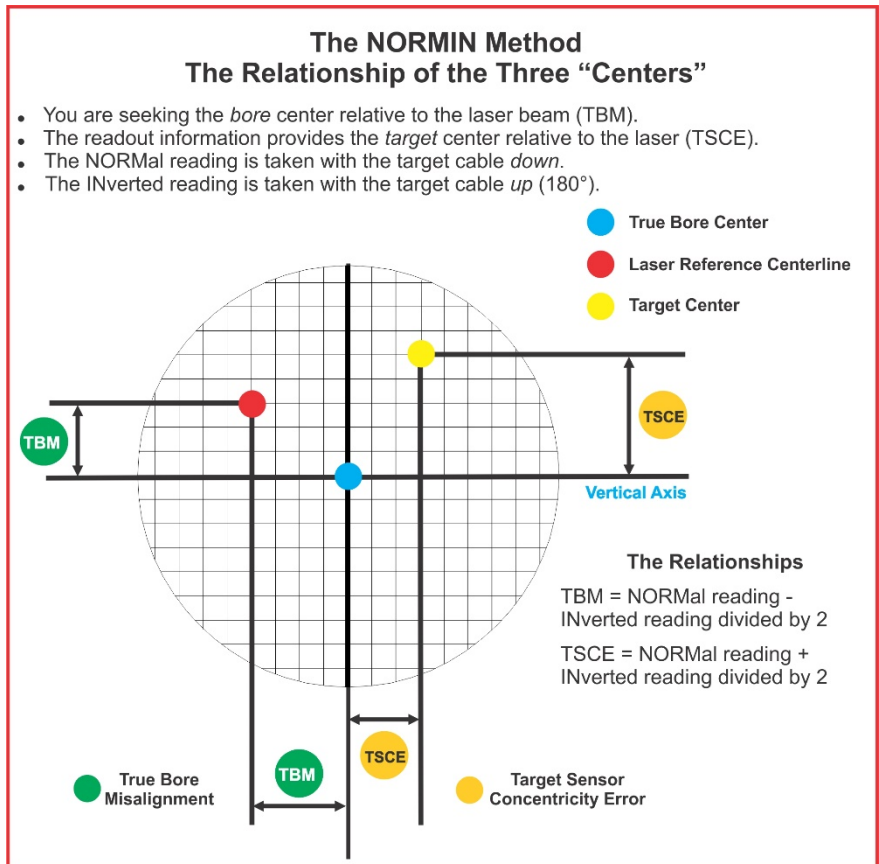 The NORMIN Method
The Relationship of the Three “Centers”
• You are seeking the bore center relative to the laser beam (TBM).
• The readout information provides the target center relative to the laser (TSCE).
• The NORMal reading is taken with the target cable down.
• The INverted reading is taken with the target cable up (180°).
True Bore Center
Laser Reference Centerline
Target Center
TBM
TSCE
Vertical Axis
The Relationships
TBM = NORMal reading -
INverted reading divided by 2
TSCE = NORMal reading +
INverted reading divided by 2
True Bore
Misalignment
TBM
TSCE
Target Sensor
Concentricity Error